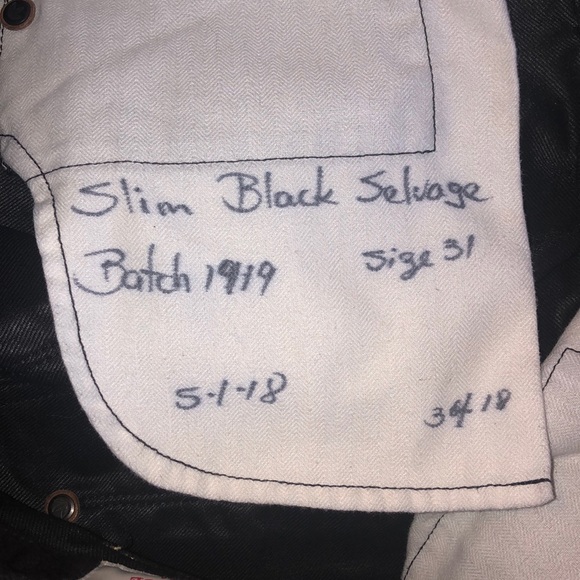 Slim Black Selvage
Batch 1919 Size 31
5-1-18 3 of 18